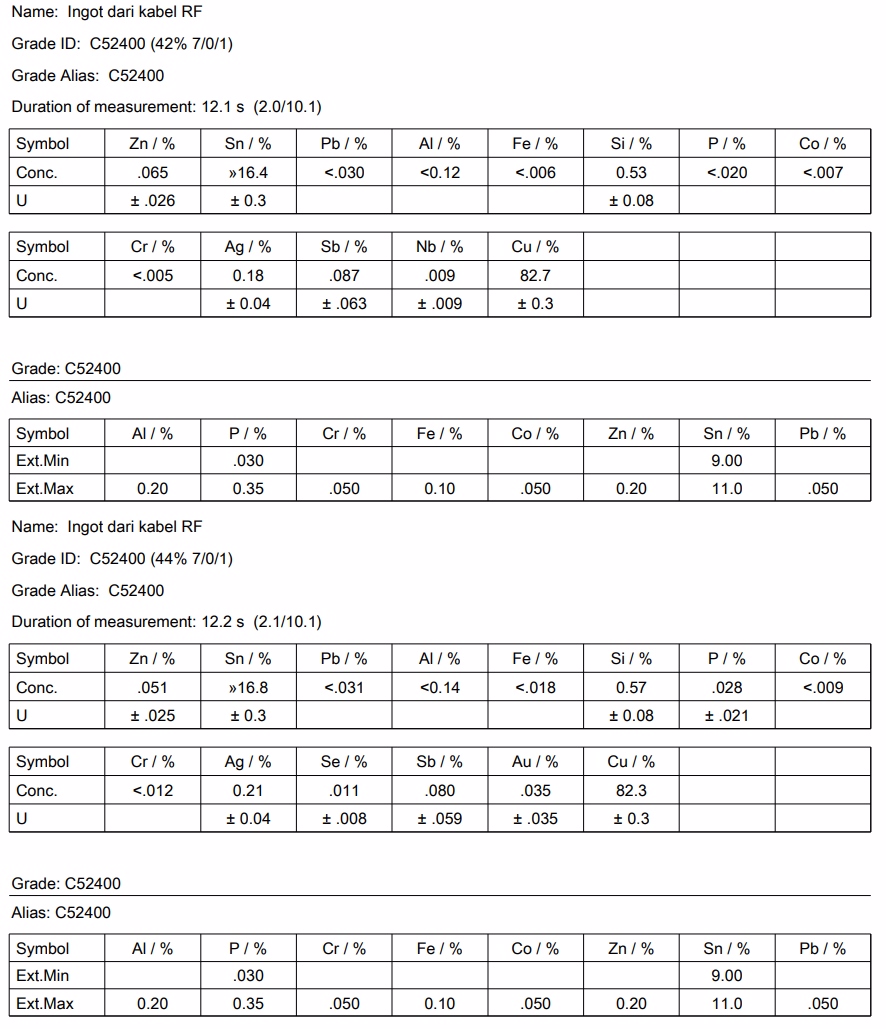 Name: Ingot dari kabel RF
Grade ID: C52400 (42% 7/0/1)
Grade Alias: C52400
Duration of measurement: 12.1 s (2.0/10.1)
Symbol Zn / % Sn / % Pb / % Al / % Fe / % Si / % P / % Co / %
Conc. .065 »16.4 <.030 <0.12 <.006 0.53 <.020 <.007
U ± .026 ± 0.3 ± 0.08
Symbol Cr / % Ag / % Sb / % Nb / % Cu / %
Conc. <.005 0.18 .087 .009 82.7
U ± 0.04 ± .063 ± .009 ± 0.3
Grade: C52400
Alias: C52400
Symbol Al / % P / % Cr / % Fe / % Co / % Zn / % Sn / % Pb / %
Ext.Min .030 9.00
Ext.Max 0.20 0.35 .050 0.10 .050 0.20 11.0 .050
Name: Ingot dari kabel RF
Grade ID: C52400 (44% 7/0/1)
Grade Alias: C52400
Duration of measurement: 12.2 s (2.1/10.1)
Symbol Zn / % Sn / % Pb / % Al / % Fe / % Si / % P / % Co / %
Conc. .051 »16.8 <.031 <0.14 <.018 0.57 .028 <.009
U ± .025 ± 0.3 ± 0.08 ± .021
Symbol Cr / % Ag / % Se / % Sb / % Au / % Cu / %
Conc. <.012 0.21 .011 .080 .035 82.3
U ± 0.04 ± .008 ± .059 ± .035 ± 0.3
Grade: C52400
Alias: C52400
Symbol Al / % P / % Cr / % Fe / % Co / % Zn / % Sn / % Pb / %
Ext.Min .030 9.00
Ext.Max 0.20 0.35 .050 0.10 .050 0.20 11.0 .050